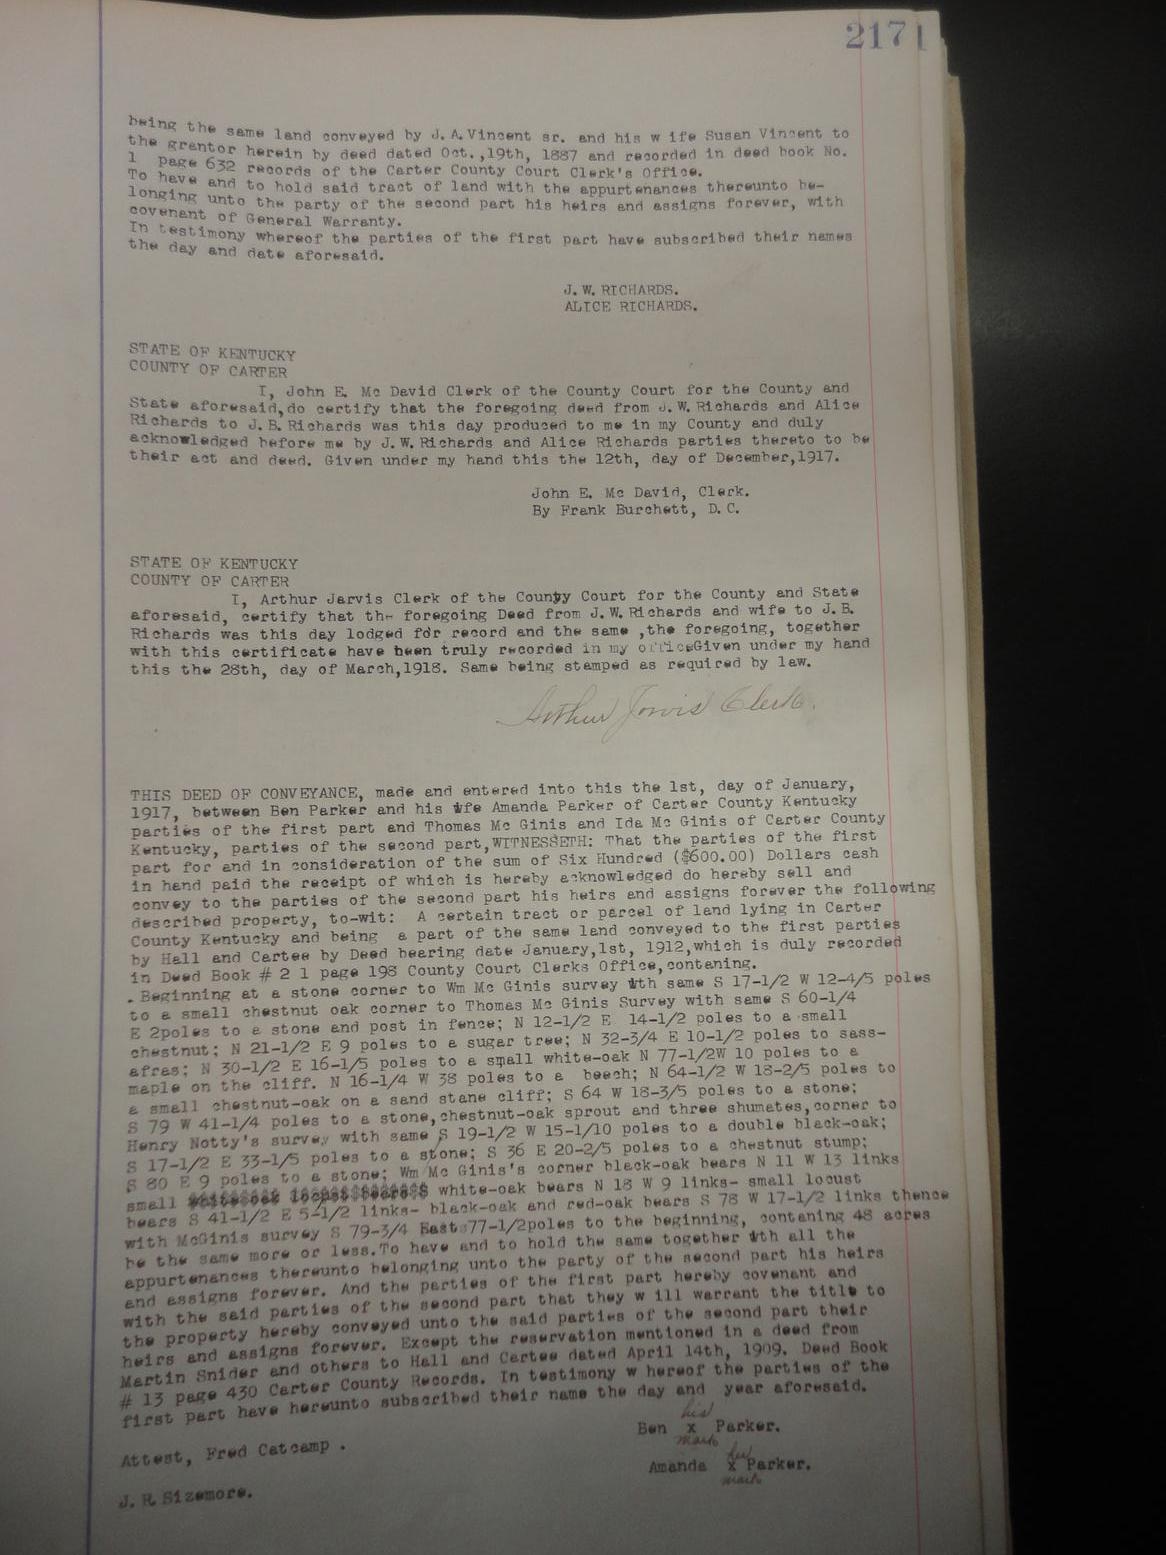 217
being the same land conveyed by J. A. Vincent sr. and his w ife Susan Vincent to
the grantor herein by deed dated Oct.,19th, 1887 and recorded in deed book No.
1 page 632 records of the Carter County Court Clerk's Office.
To have and to hold said tract of land with the appurtenances thereunto be-
longing unto the party of the second part his heirs and assigns forever, with
covenant of General Warranty.
In testimony whereof the parties of the first part have subscribed their names
the day and date aforesaid.
J. W. RICHARDS.
ALICE RICHARDS.
STATE OF KENTUCKY
COUNTY OF CARTER
I, John E. Mc David Clerk of the County Court for the County and
State aforesaid,do certify that the foregoing deed from J. W. Richards and Alice
Richards to J. B. Richards was this day produced to me in my County and duly
acknowledged before me by J. W. Richards and Alice Richards parties thereto to be
their act and deed. Given under my hand this the 12th, day of December,1917.
John E. Mc David, Clerk.
By Frank Burchett, D. C.
STATE OF KENTUCKY
COUNTY OF CARTER
I, Arthur Jarvis Clerk of the County Court for the County and State
aforesaid, certify that th- foregoing Deed from J. W. Richards and wife to J. B.
Richards was this day lodged for record and the same ,the foregoing, together
with this certificate have been truly recorded in my officeGiven under my hand
this the 28th, day of March,1918. Same being stamped as required by law.
Arthur Jarvis Clerk.
THIS DEED OF CONVEYANCE, made and entered into this the 1st, day of January,
1917, between Ben Parker and his wfe Amanda Parker of Carter County Kentucky
parties of the first part and Thomas Mc Ginis and Ida Mc Ginis of Carter County
Kentucky, parties of the second part,WITNESSETH: That the parties of the first
part for and in consideration of the sum of Six Hundred ($600.00) Dollars cash
in hand paid the receipt of which is hereby acknowledged do hereby sell and
convey to the parties of the second part his heirs and assigns forever the following
described property, to-wit: A certain tract or parcel of land lying in Carter
County Kentucky and being a part of the same land conveyed to the first parties
by Hall and Cartee by Deed bearing date January,1st, 1912,which is duly recorded
in Deed Book # 2 1 page 198 County Court Clerks Office,contaning.
. Beginning at a stone corner to Wm Mc Ginis survey wth same S 17-1/2 W 12-4/5 poles
to a small chestnut oak corner to Thomas Mc Ginis Survey with same S 60-1/4
E 2poles to a stone and post in fence; N 12-1/2 E 14-1/2 poles to a small
chestnut; N 21-1/2 E 9 poles to a sugar tree; N 32-3/4 E 10-1/2 poles to sass-
afras; N 30-1/2 E 16-1/5 poles to a small white-oak N 77-1/2W 10 poles to a
maple on the cliff. N 16-1/4 W 38 poles to a beech; N 64-1/2 W 18-2/5 poles to
a small chestnut-oak on a sand stane cliff; S 64 W 18-3/5 poles to a stone;
S 79 W 41-1/4 poles to a stone,chestnut-oak sprout and three shumates,corner to
Henry Notty's survey with same S 19-1/2 W 15-1/10 poles to a double black-oak;
S 17-1/2 E 33-1/5 poles to a stone; S 36 E 20-2/5 poles to a chestnut stump;
S 80 E 9 poles to a stone; Wm Mc Ginis's corner black-oak bears N 11 W 13 links
small white-oak bears N 18 W 9 links- small locust
bears S 41-1/2 E 5-1/2 links- black-oak and red-oak bears S 78 W 17-1/2 links thence
with McGinis survey S 79-3/4 East 77-1/2poles to the beginning, contaning 48 acres
be the same more or less.To have and to hold the same together wth all the
appurtenances thereunto belonging unto the party of the second part his heirs
and assigns forever. And the parties of the first part hereby covenant and
with the said parties of the second part that they w ill warrant the title to
the property hereby conveyed unto the said parties of the second part their
heirs and assigns forever. Except the reservation mentioned in a deed from
Martin Snider and others to Hall and Cartee dated April 14th, 1909. Deed Book
# 13 page 430 Carter County Records. In testimony w hereof the parties of the
first part have hereunto subscribed their name the day and year aforesaid.
his
Ben x Parker.
mark
Attest, Fred Catcamp .
her
Amanda x Parker.
mark
J. R. Sizemore.